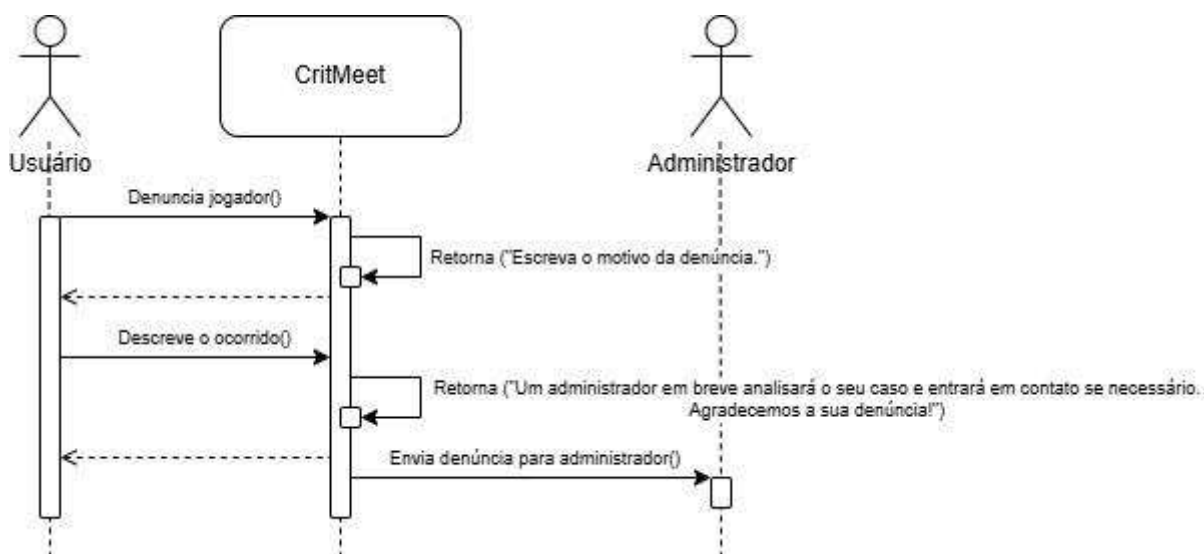 CritMeet
Usuário
Administrador
Denuncia jogador()
Retorna ("Escreva o motivo da denúncia.")
Descreve o ocorrido()
Retorna ("Um administrador em breve analisará o seu caso e entrará em contato se necessário.
Agradecemos a sua denúncia!")
Envia denúncia para administrador()